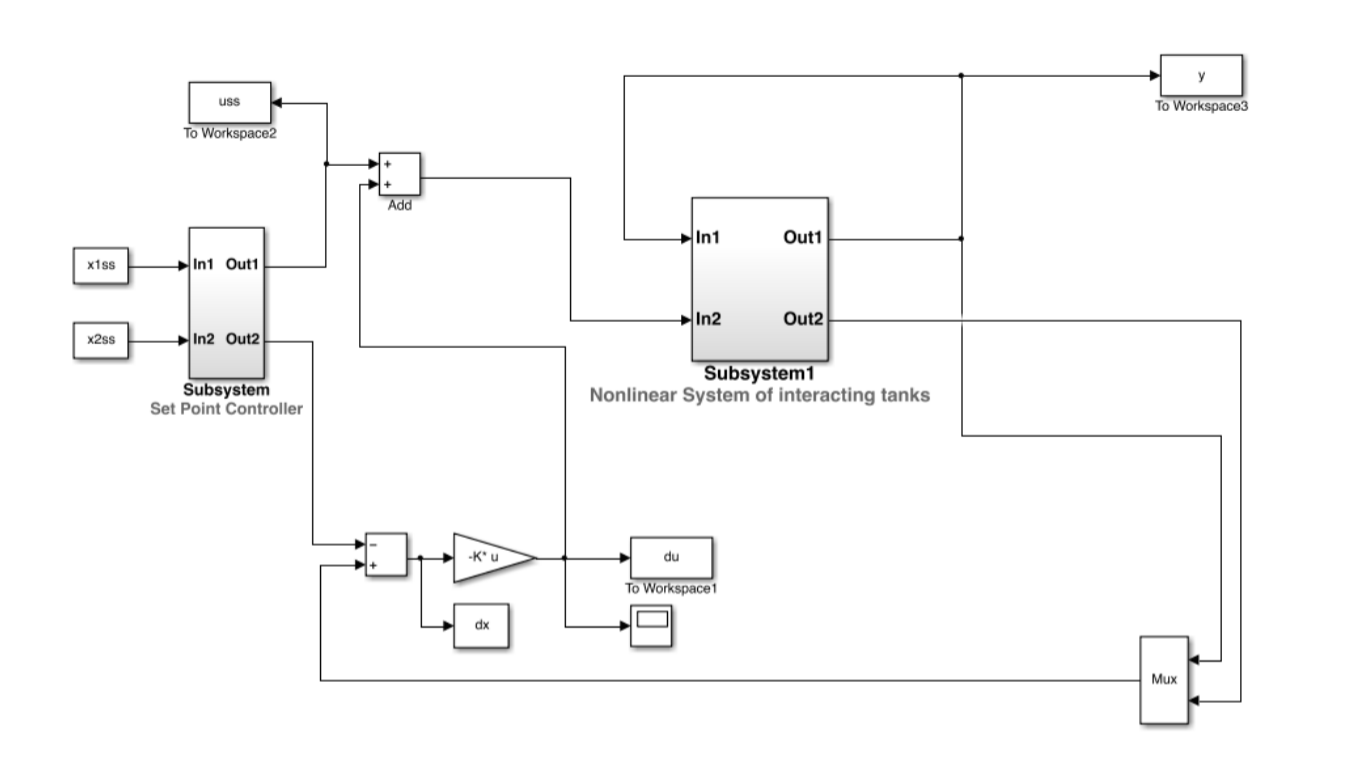 y
To Workspace3
uss
To Workspace2
+
+
Add
In1 Out1
In2 Out2
Subsystem1
Nonlinear System of interacting tanks
x1ss
In1 Out1
x2ss
In2 Out2
Subsystem
Set Point Controller
−
+
-K* u
du
To Workspace1
dx
Mux